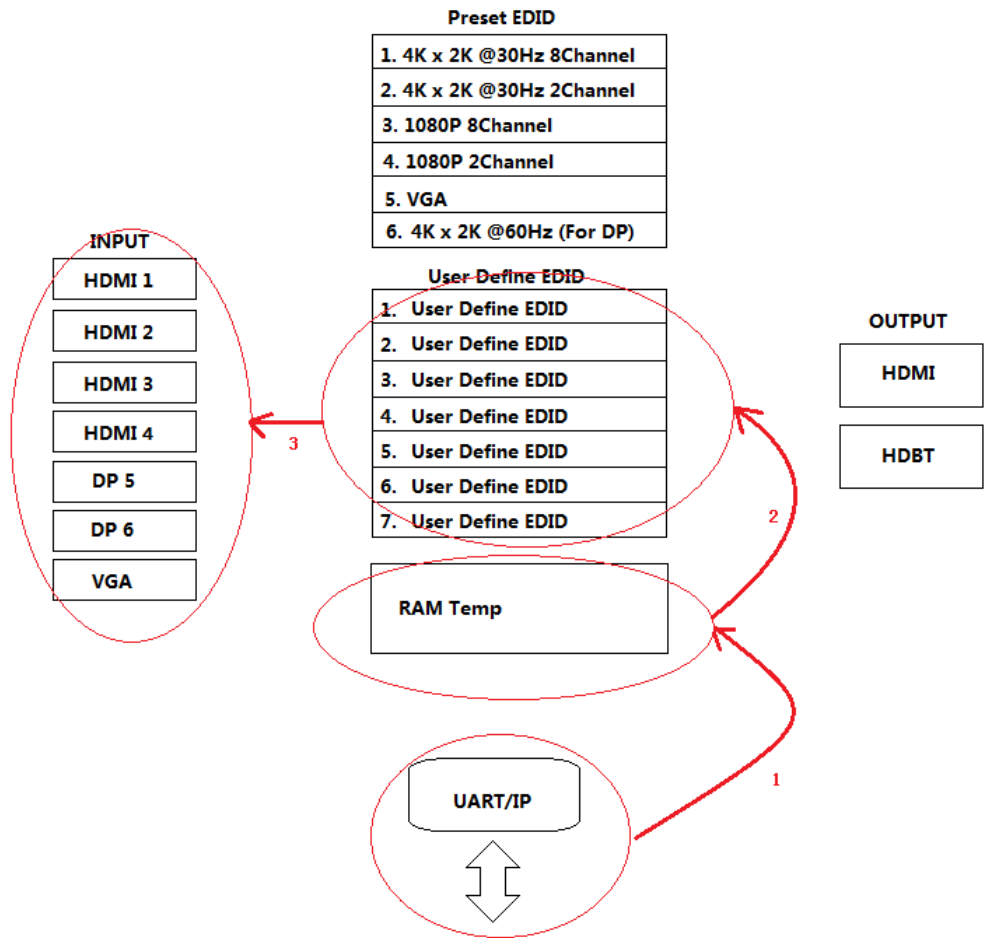 Preset EDID
1. 4K x 2K @30Hz 8Channel
2. 4K x 2K @30Hz 2Channel
3. 1080P 8Channel
4. 1080P 2Channel
5. VGA
6. 4K x 2K @60Hz (For DP)
INPUT
HDMI 1
HDMI 2
HDMI 3
HDMI 4
DP 5
DP 6
VGA
3
User Define EDID
1. User Define EDID
2. User Define EDID
3. User Define EDID
4. User Define EDID
5. User Define EDID
6. User Define EDID
7. User Define EDID
OUTPUT
HDMI
HDBT
2
RAM Temp
1
UART/IP